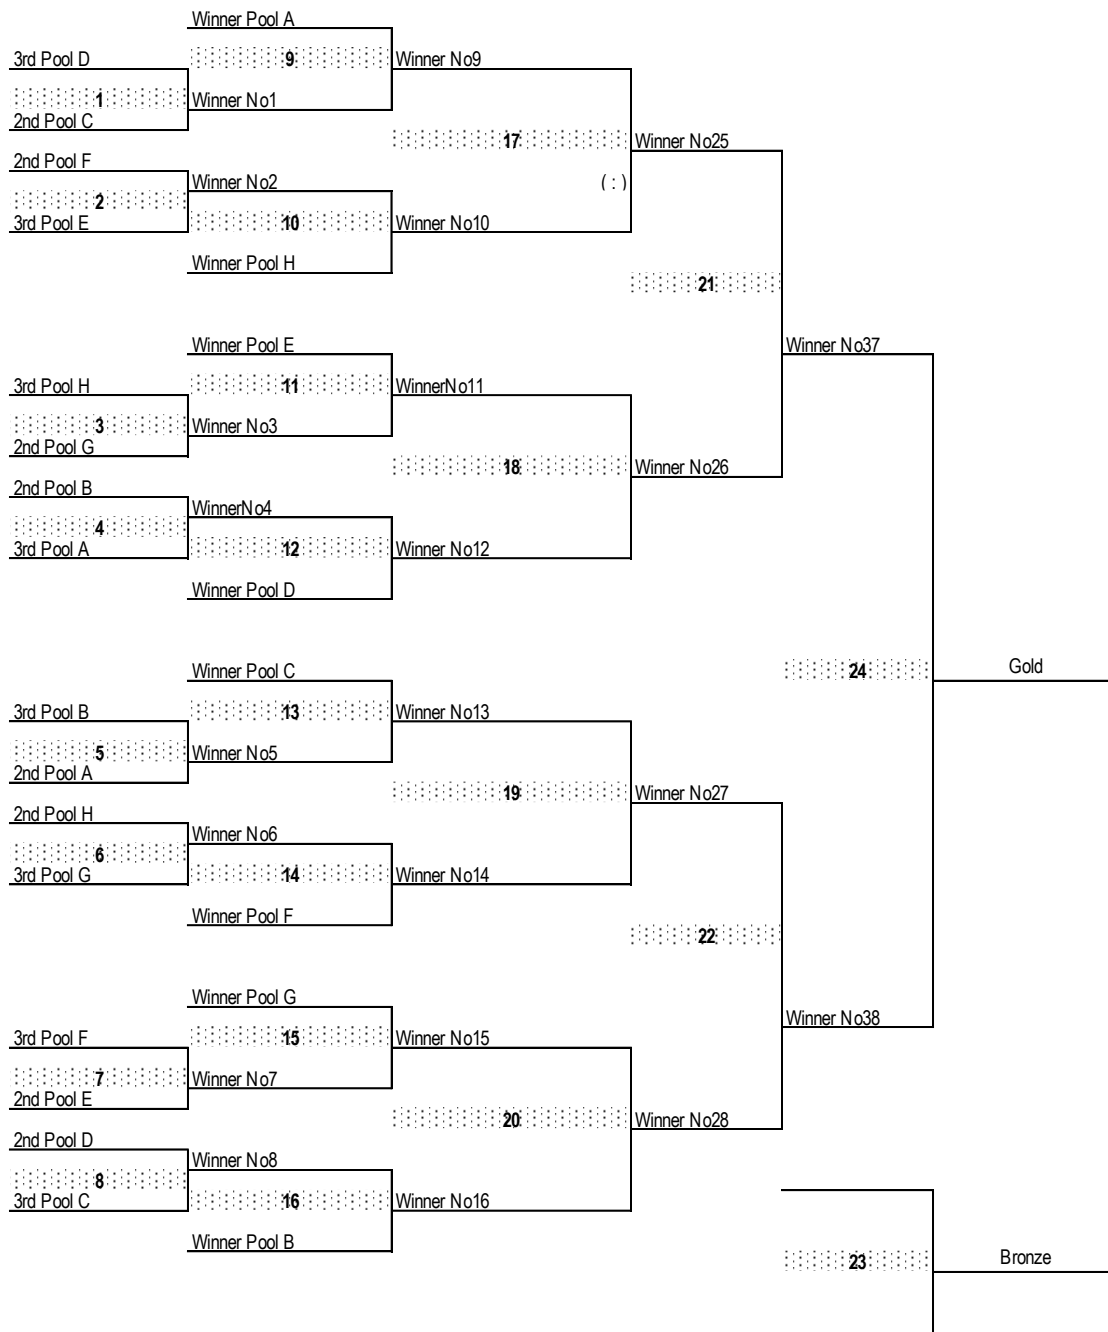 Winner Pool A
3rd Pool D
9
Winner No9
1
Winner No1
2nd Pool C
17
Winner No25
2nd Pool F
Winner No2
( : )
2
3rd Pool E
10
Winner No10
Winner Pool H
21
Winner Pool E
Winner No37
3rd Pool H
11
WinnerNo11
3
Winner No3
2nd Pool G
18
Winner No26
2nd Pool B
WinnerNo4
4
3rd Pool A
12
Winner No12
Winner Pool D
Winner Pool C
24
Gold
3rd Pool B
13
Winner No13
5
Winner No5
2nd Pool A
19
Winner No27
2nd Pool H
Winner No6
6
3rd Pool G
14
Winner No14
Winner Pool F
22
Winner Pool G
Winner No38
3rd Pool F
15
Winner No15
7
Winner No7
2nd Pool E
20
Winner No28
2nd Pool D
Winner No8
8
3rd Pool C
16
Winner No16
Winner Pool B
23
Bronze